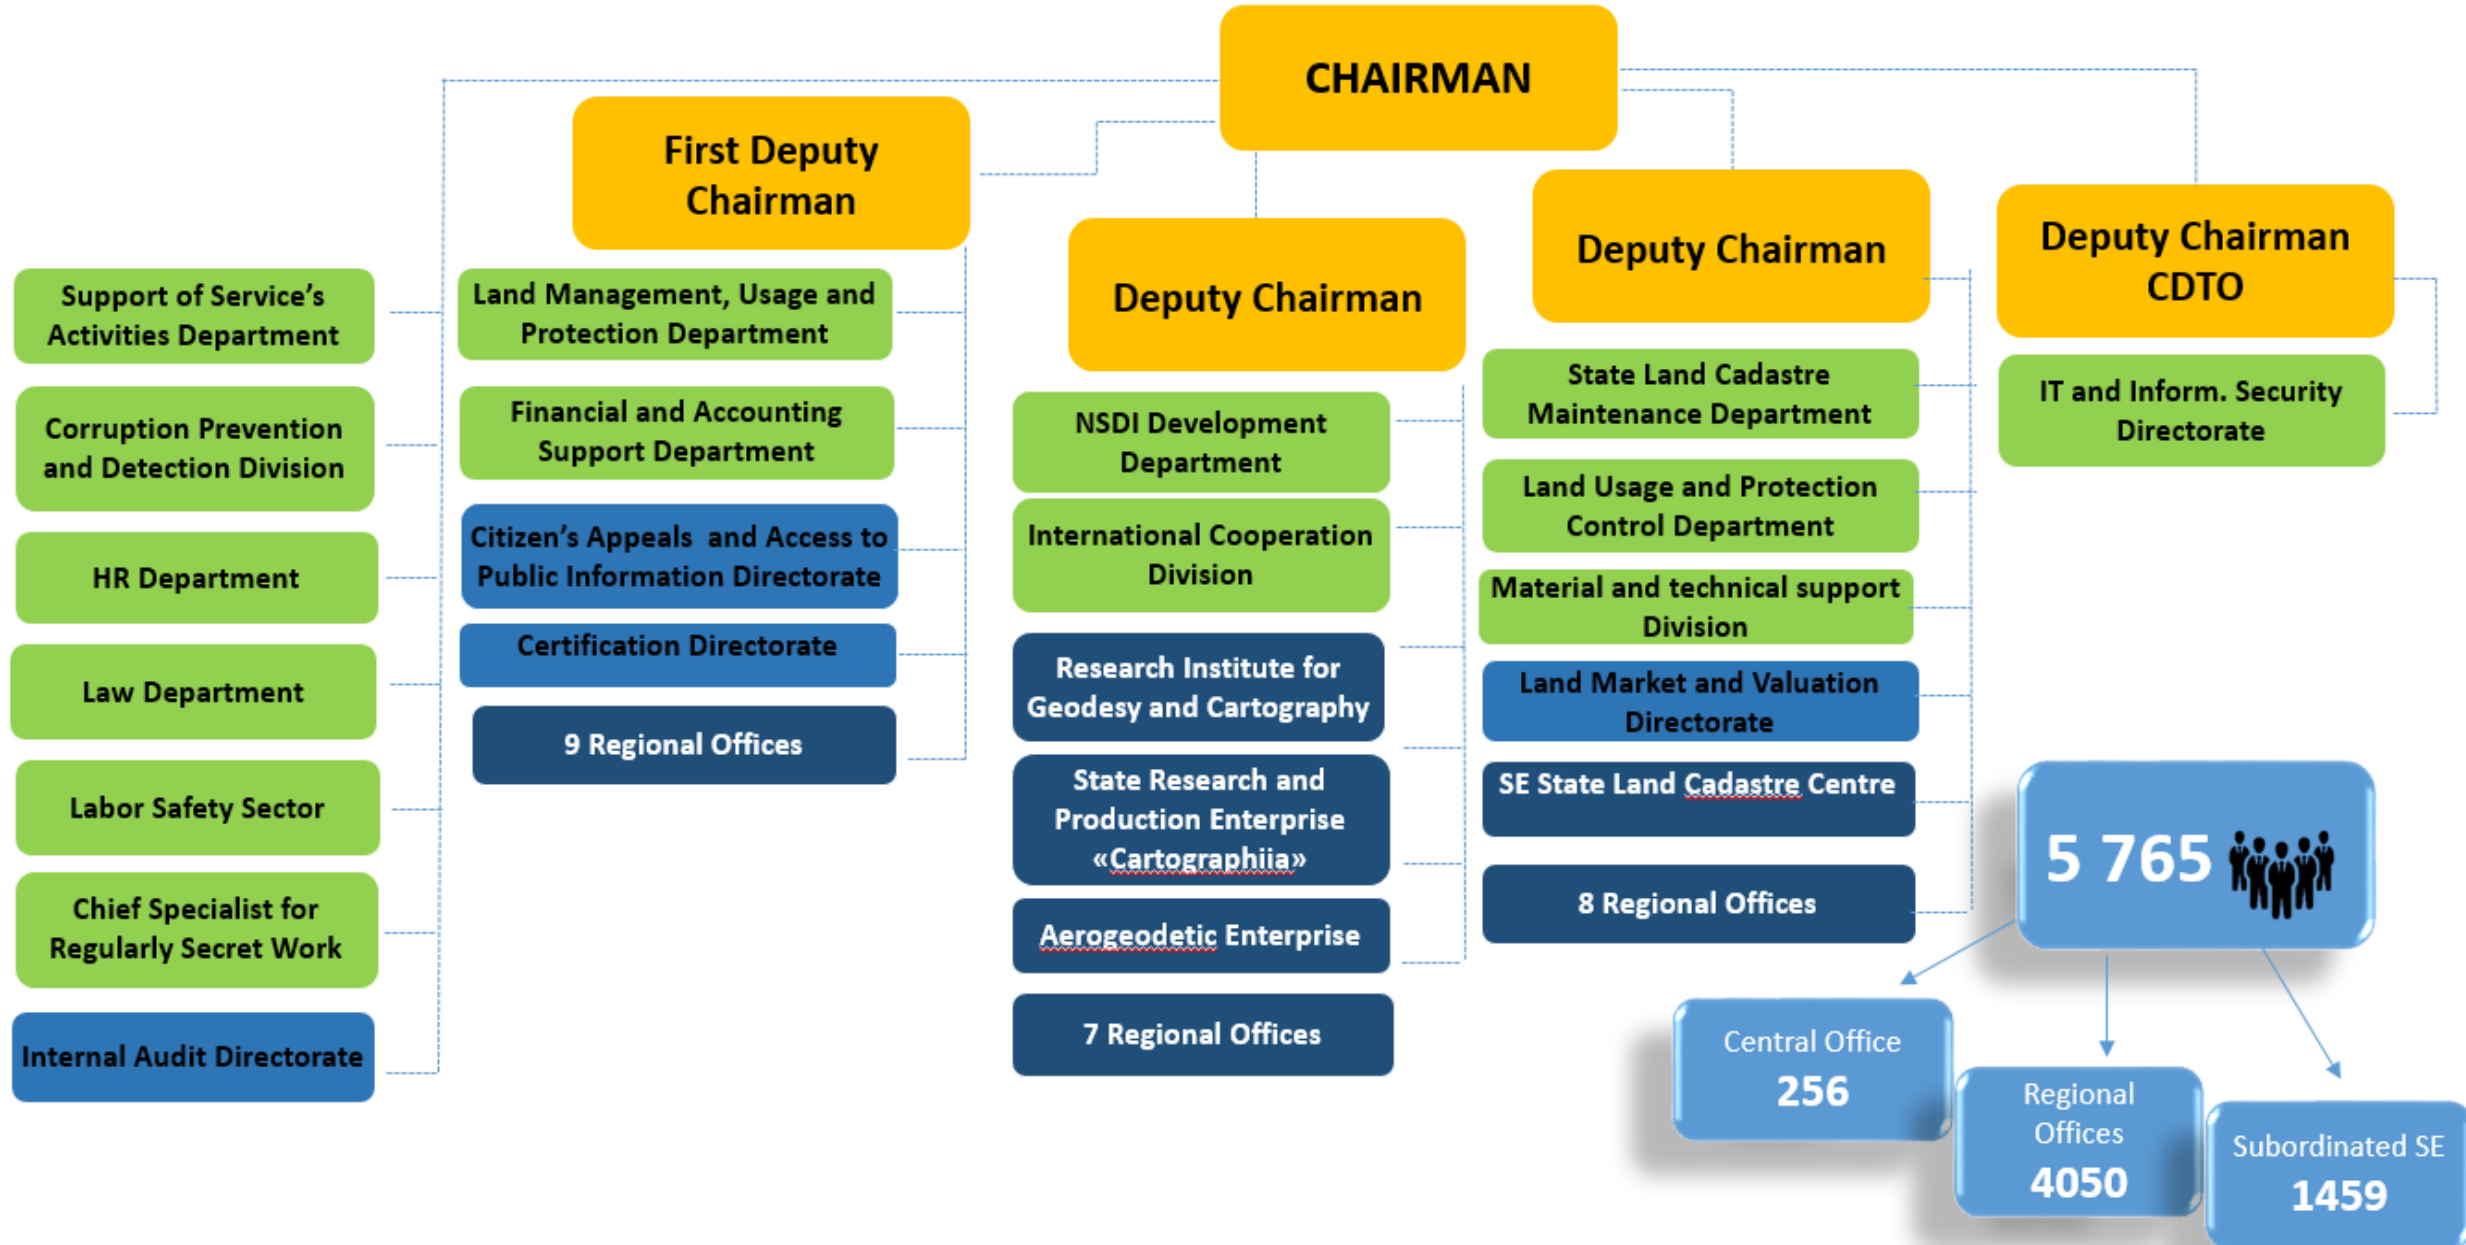 CHAIRMAN
First Deputy
Chairman
Deputy Chairman
Deputy Chairman
Deputy Chairman
CDTO
Support of Service’s
Activities Department
Corruption Prevention
and Detection Division
HR Department
Law Department
Labor Safety Sector
Chief Specialist for
Regularly Secret Work
Internal Audit Directorate
Land Management, Usage and
Protection Department
Financial and Accounting
Support Department
Citizen’s Appeals and Access to
Public Information Directorate
Certification Directorate
9 Regional Offices
NSDI Development
Department
International Cooperation
Division
Research Institute for
Geodesy and Cartography
State Research and
Production Enterprise
«Cartographiia»
Aerogeodetic Enterprise
7 Regional Offices
State Land Cadastre
Maintenance Department
Land Usage and Protection
Control Department
Material and technical support
Division
Land Market and Valuation
Directorate
SE State Land Cadastre Centre
8 Regional Offices
IT and Inform. Security
Directorate
5 765
Central Office
256
Regional
Offices
4050
Subordinated SE
1459